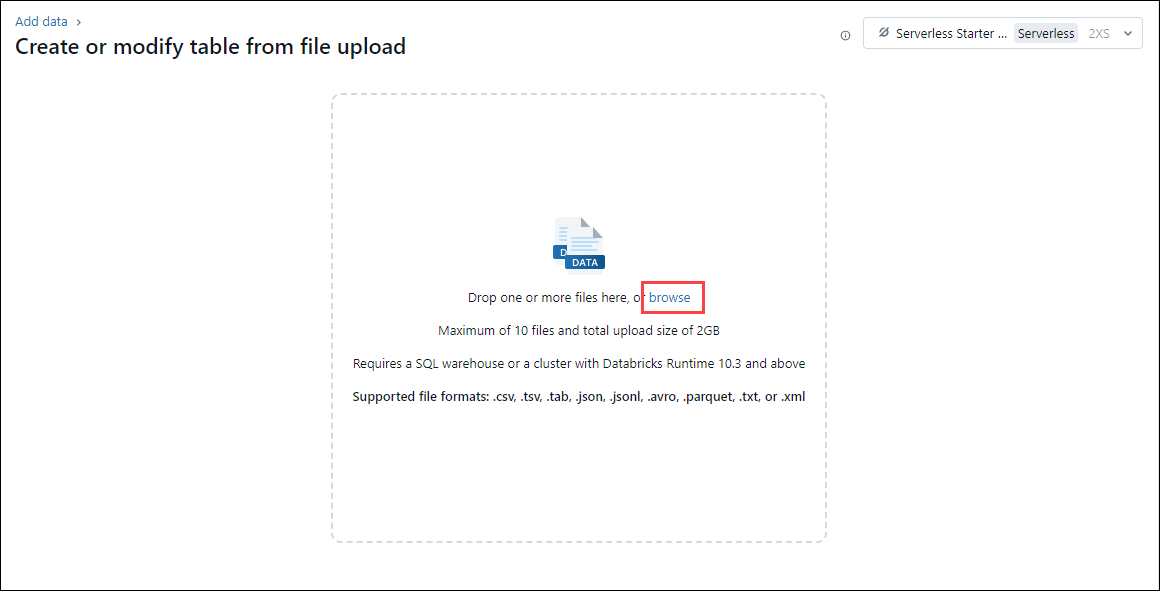 Add data ›
Create or modify table from file upload
Serverless Starter ... Serverless 2XS
D
DATA
Drop one or more files here, or browse
Maximum of 10 files and total upload size of 2GB
Requires a SQL warehouse or a cluster with Databricks Runtime 10.3 and above
Supported file formats: .csv, .tsv, .tab, .json, .jsonl, .avro, .parquet, .txt, or .xml